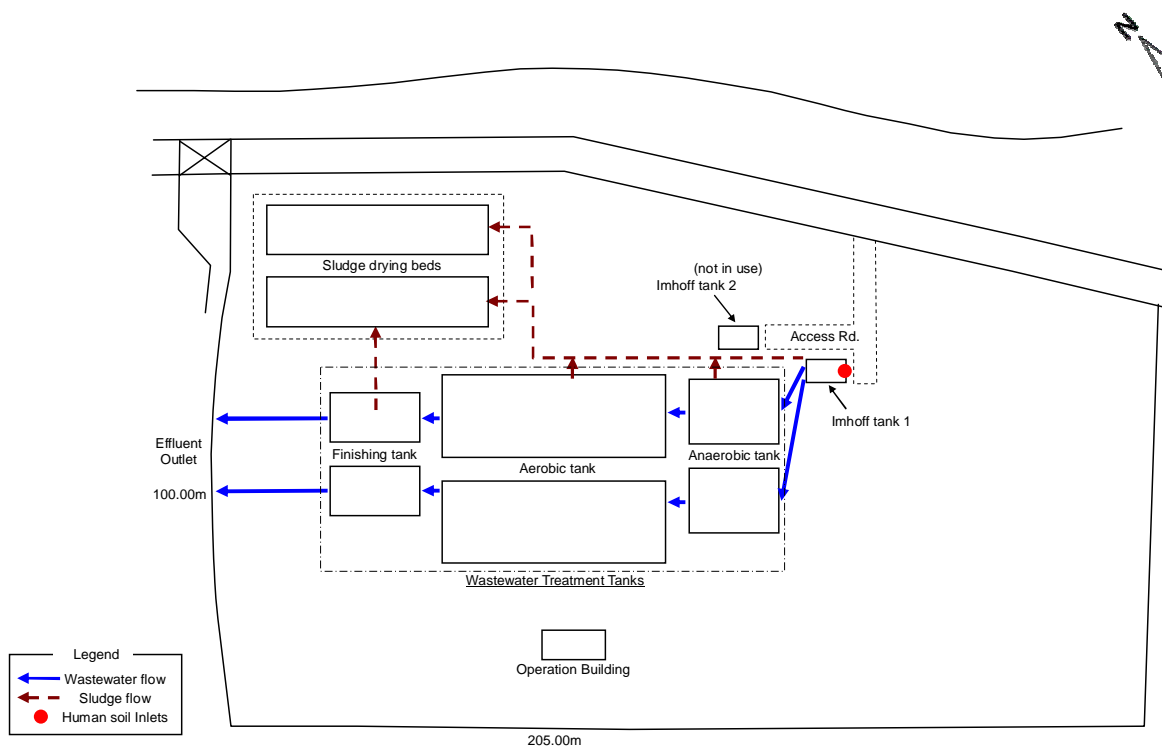 N
Sludge drying beds
(not in use)
Imhoff tank 2
Access Rd.
Imhoff tank 1
Effluent
Outlet
Finishing tank
Aerobic tank
Anaerobic tank
100.00m
Wastewater Treatment Tanks
Operation Building
Legend
Wastewater flow
Sludge flow
Human soil Inlets
205.00m